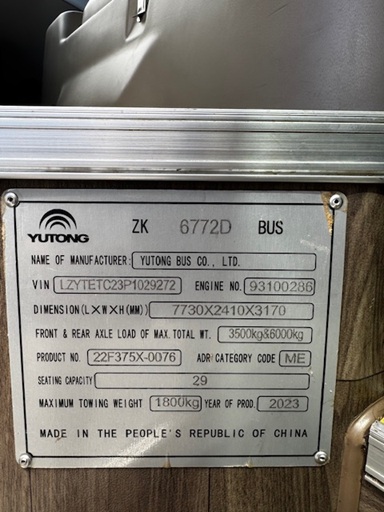 YUTONG ZK 6772D BUS
NAME OF MANUFACTURER: YUTONG BUS CO., LTD.
VIN LZYTETC23P1029272 ENGINE NO. 93100286
DIMENSION(L×W×H(MM)) 7730X2410X3170
FRONT & REAR AXLE LOAD OF MAX. TOTAL WT. 3500kg&6000kg
PRODUCT NO. 22F375X-0076 ADR CATEGORY CODE ME
SEATING CAPACITY 29
MAXIMUM TOWING WEIGHT 1800kg YEAR OF PROD. 2023
MADE IN THE PEOPLE'S REPUBLIC OF CHINA